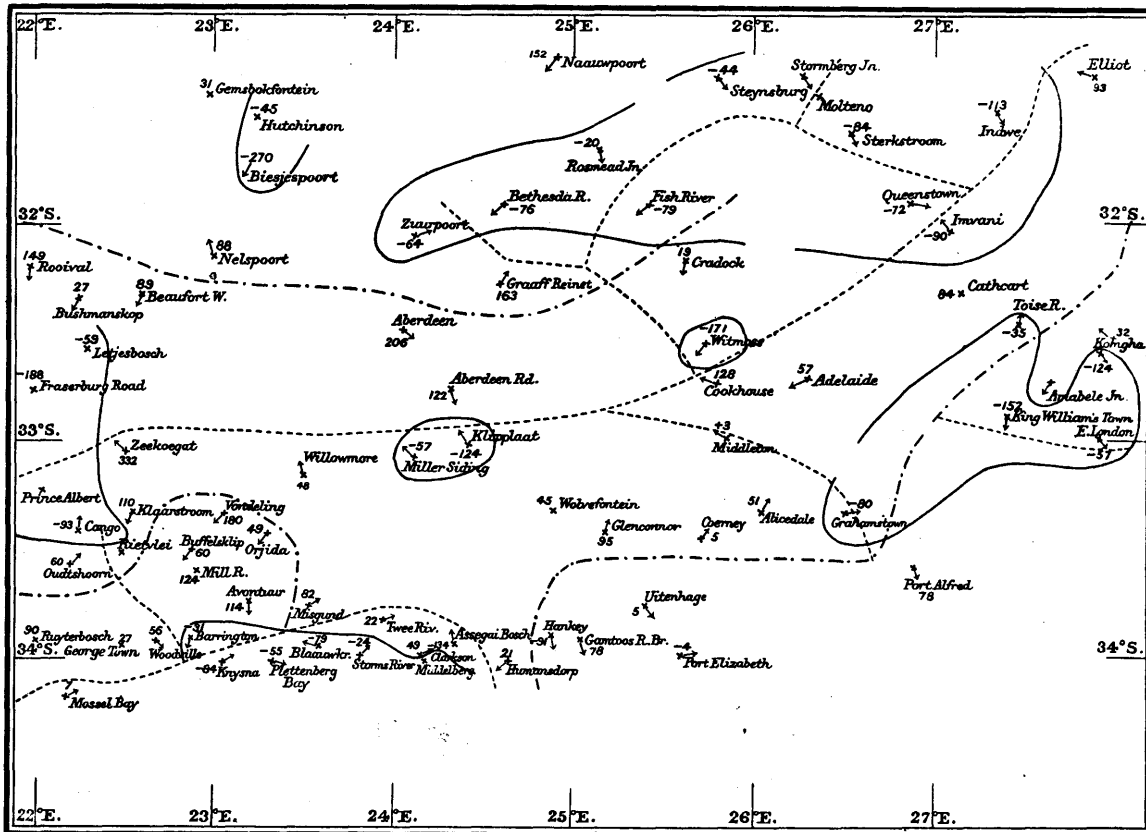 22°E. 23°E. 24°E. 25°E. 26°E. 27°E.
152 Naauwpoort
-44 Steynsburg
Stormberg Jn.
Molteno
Elliot
93
31 Gemsbokfontein
-45
Hutchinson
-113
Indwe
-84
Sterkstroom
-20
Rosmead Jn.
-270
Biesjespoort
Bethesda R.
-76
Fish River
-79
Queenstown
-72
Imvani
-90
32°S. 32°S.
Zuurpoort
-64
88
Nelspoort
149
Rooival
19
Cradock
Graaff Reinet
163
27
Bushmanskop
89
Beaufort W.
84 Cathcart
Toise R.
-35
Aberdeen
206
-59
Letjesbosch
-171
Witmoss
32
Komgha
-124
-188
Fraserburg Road
Aberdeen Rd.
122
128
Cookhouse
57
Adelaide
Amabele Jn.
-152
King William's Town
33°S. 33°S.
E. London
-51
Zeekoegat
332
-57
Miller Siding
Klipplaat
-124
43
Middleton
Willowmore
48
Prince Albert
110
Klaarstroom
Vondeling
180
45
Wolvefontein
51
Alicedale
-80
Grahamstown
-93 Cango
Rietvlei
Buffelsklip
60
49
Orjida
Glenconnor
95
Coerney
5
60
Oudtshoorn
124 Mill R.
Port Alfred
78
Avontuur
114
82
Misgund
Uitenhage
5
22 Twee Riv.
90
Ruyterbosch
27
George Town
56
Woodville
31
Barrington
-79
Blaauwkr.
-24
Storms River
49
-134
Clarkson
Middelberg
Assegai Bosch
-91
Hankey
Gamtoos R. Br.
78
-4
Port Elizabeth
34°S. 34°S.
-84
Knysna
-55
Plettenberg
Bay
21
Humansdorp
Mossel Bay
22°E. 23°E. 24°E. 25°E. 26°E. 27°E.